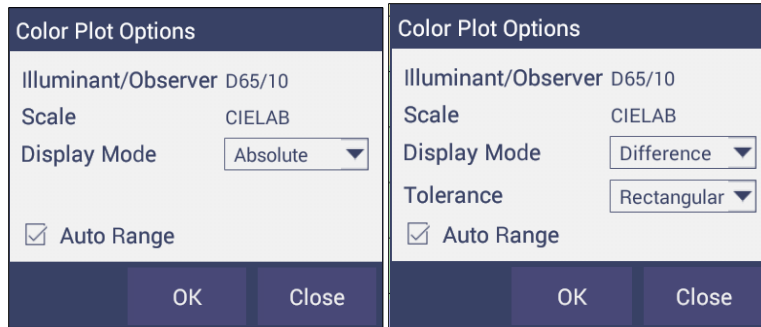 Color Plot Options
Illuminant/Observer D65/10
Scale CIELAB
Display Mode Absolute
Auto Range
OK Close
Color Plot Options
Illuminant/Observer D65/10
Scale CIELAB
Display Mode Difference
Tolerance Rectangular
Auto Range
OK Close